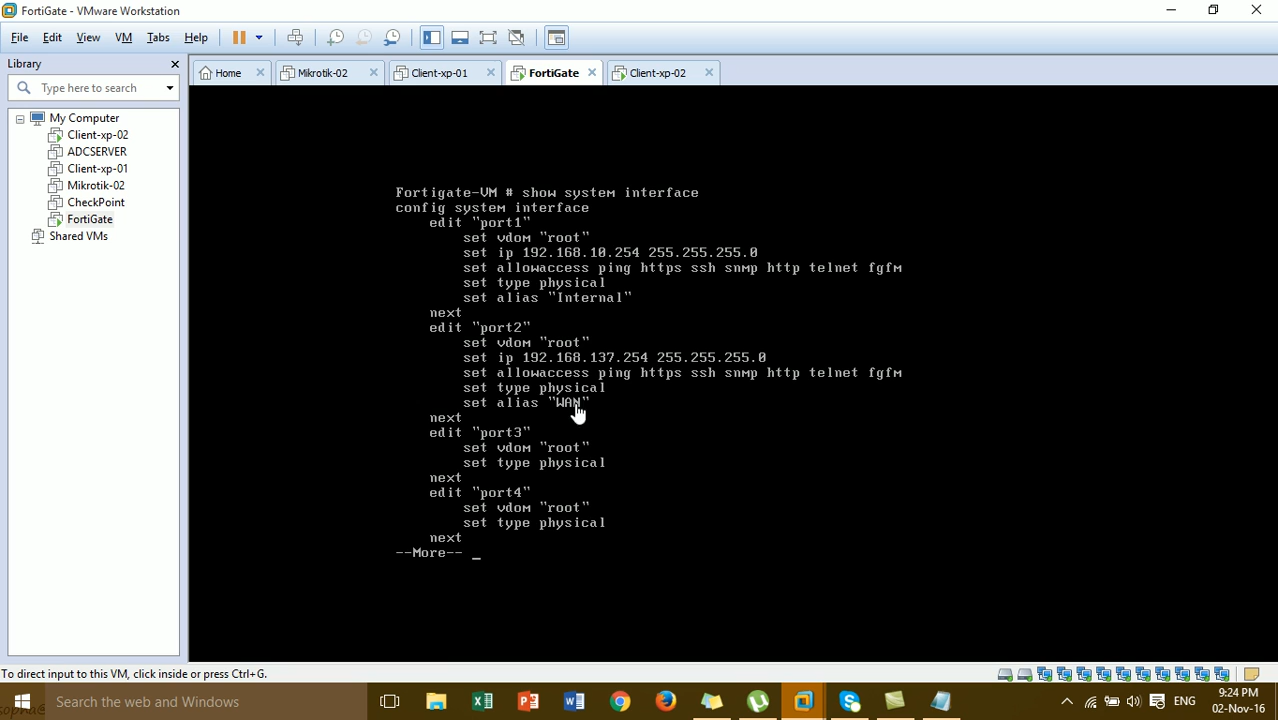 FortiGate - VMware Workstation
File Edit View VM Tabs Help
Library
Type here to search
My Computer
Client-xp-02
ADCSERVER
Client-xp-01
Mikrotik-02
CheckPoint
FortiGate
Shared VMs
Home Mikrotik-02 Client-xp-01 FortiGate Client-xp-02
Fortigate-VM # show system interface
config system interface
edit "port1"
set vdom "root"
set ip 192.168.10.254 255.255.255.0
set allowaccess ping https ssh snmp http telnet fgfm
set type physical
set alias "Internal"
next
edit "port2"
set vdom "root"
set ip 192.168.137.254 255.255.255.0
set allowaccess ping https ssh snmp http telnet fgfm
set type physical
set alias "WAN"
next
edit "port3"
set vdom "root"
set type physical
next
edit "port4"
set vdom "root"
set type physical
next
--More-- _
To direct input to this VM, click inside or press Ctrl+G.
Search the web and Windows
ENG
9:24 PM
02-Nov-16